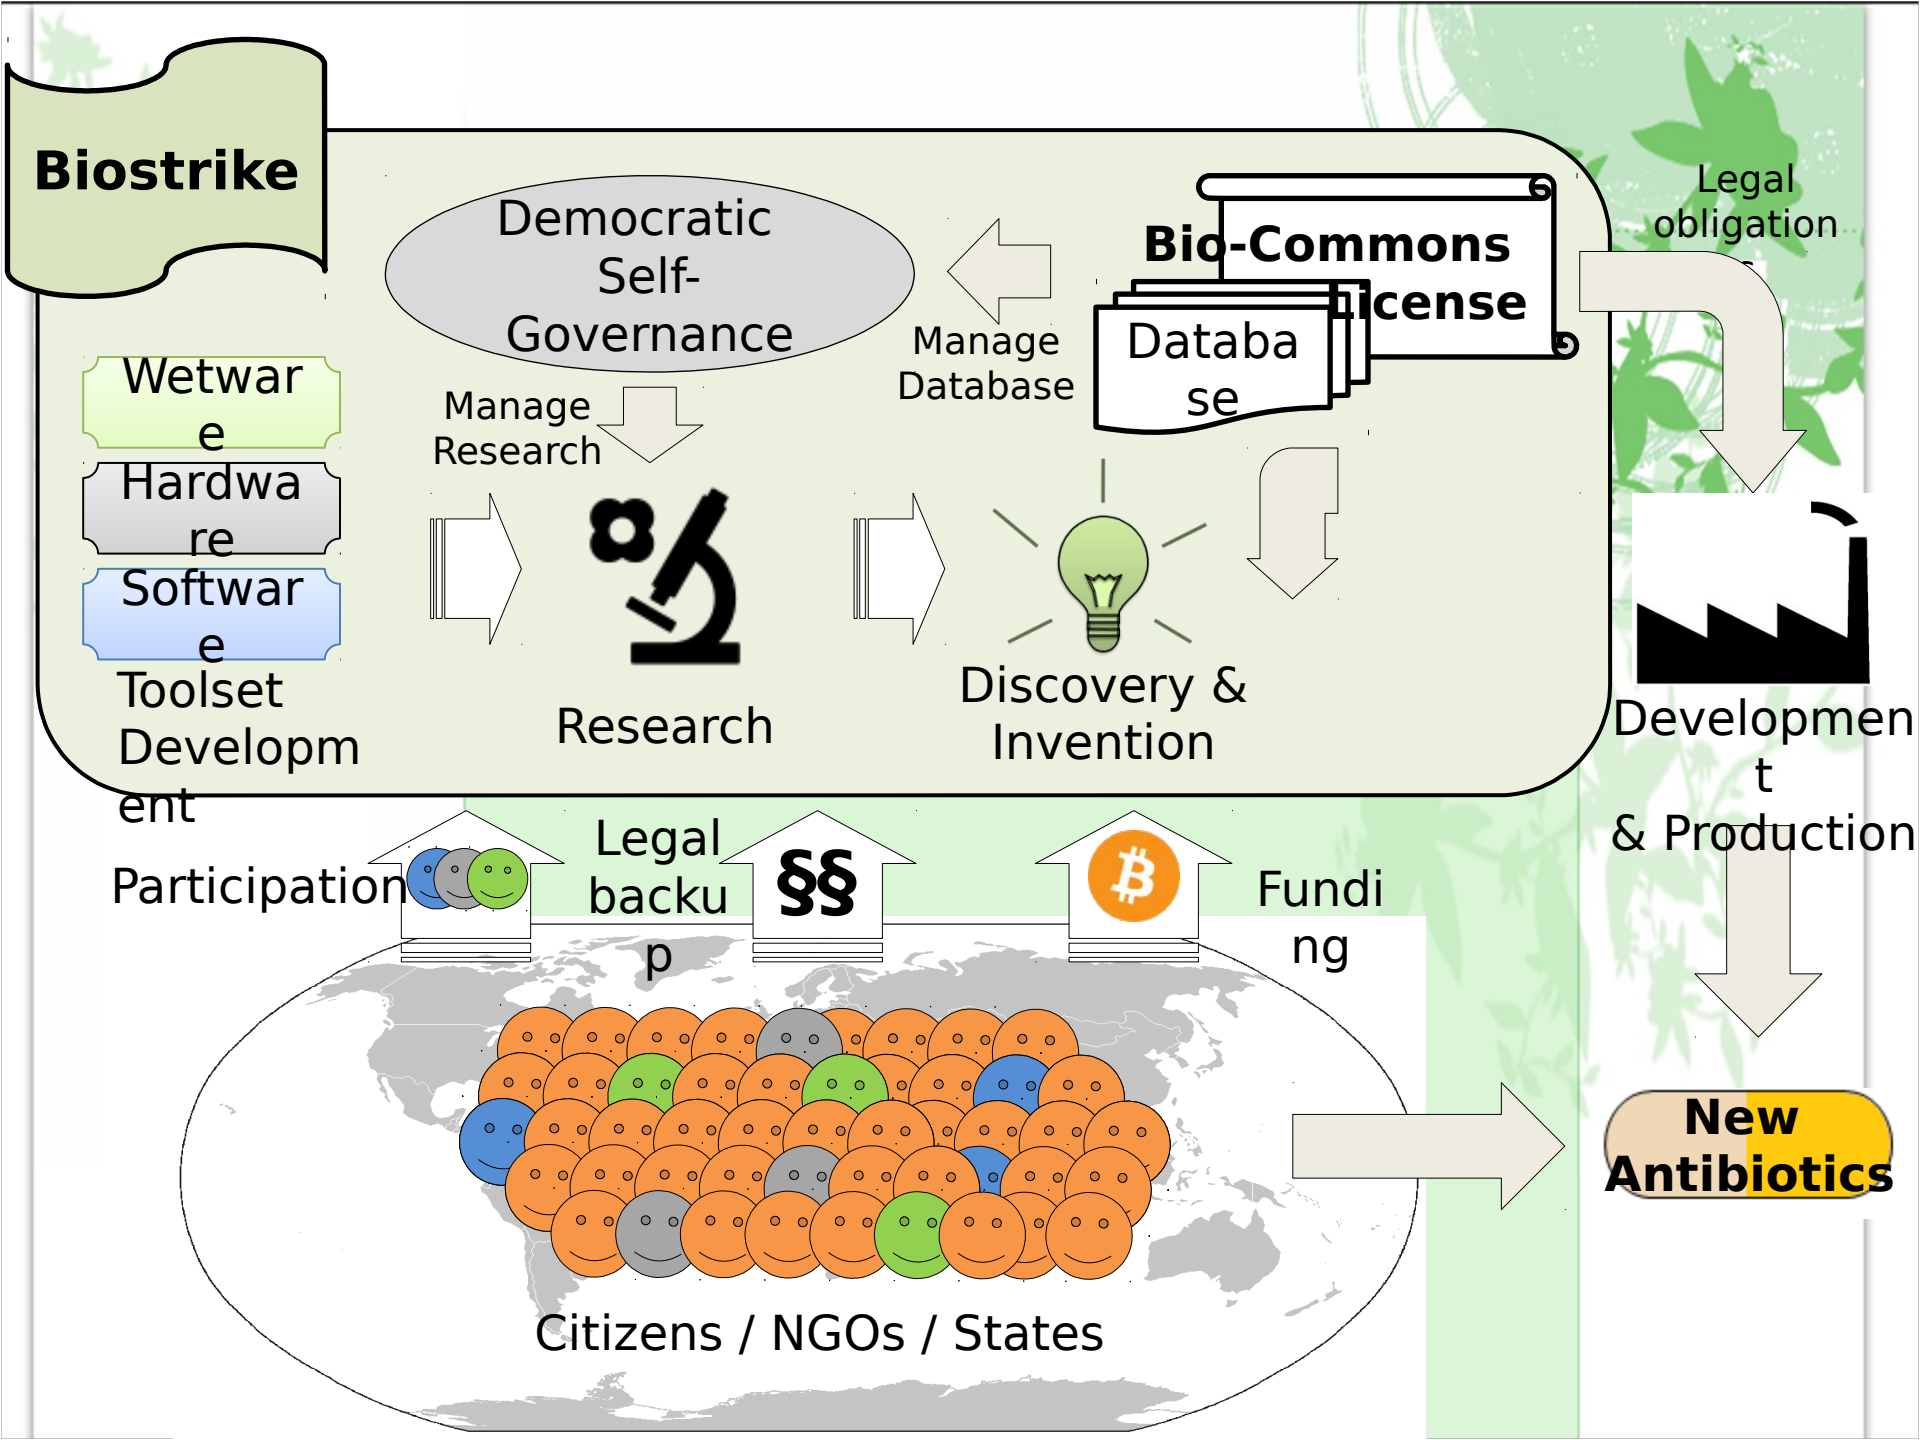 Biostrike
Democratic
Self-
Governance
Bio-Commons
License
Databa
se
Legal
obligation
s
Manage
Database
Manage
Research
Wetwar
e
Hardwa
re
Softwar
e
Toolset
Developm
ent
Research
Discovery &
Invention
Developmen
t
& Production
Participation
Legal
backu
p
§§
₿
Fundi
ng
New
Antibiotics
Citizens / NGOs / States